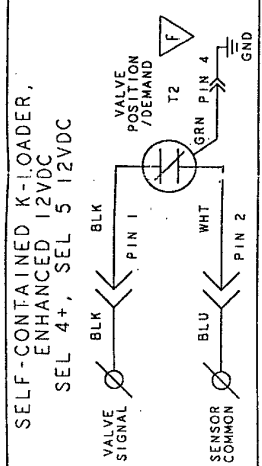 SELF-CONTAINED K-LOADER,
ENHANCED 12VDC
SEL 4+, SEL 5 12VDC
VALVE
POSITION
/DEMAND
T2
F
VALVE
SIGNAL
BLK
PIN 1
BLK
GRN PIN 4
GND
SENSOR
COMMON
BLU
PIN 2
WHT